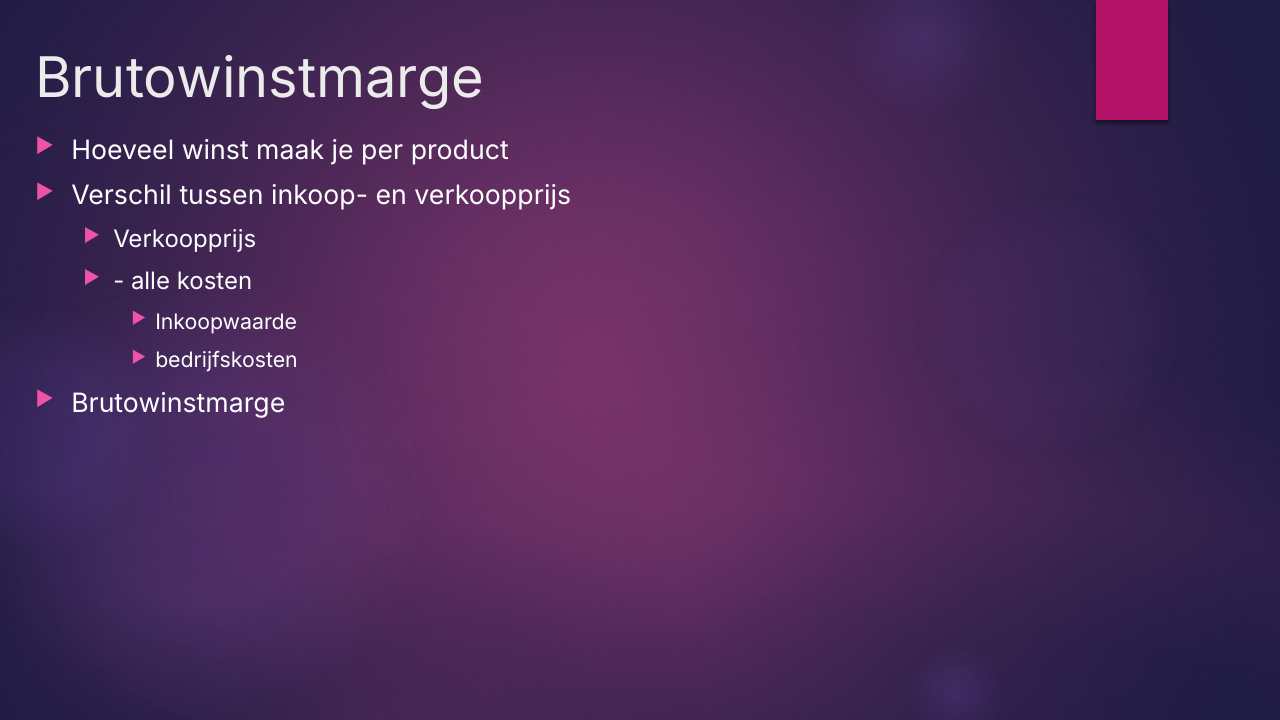 Brutowinstmarge
Hoeveel winst maak je per product
Verschil tussen inkoop- en verkoopprijs
Verkoopprijs
- alle kosten
Inkoopwaarde
bedrijfskosten
Brutowinstmarge